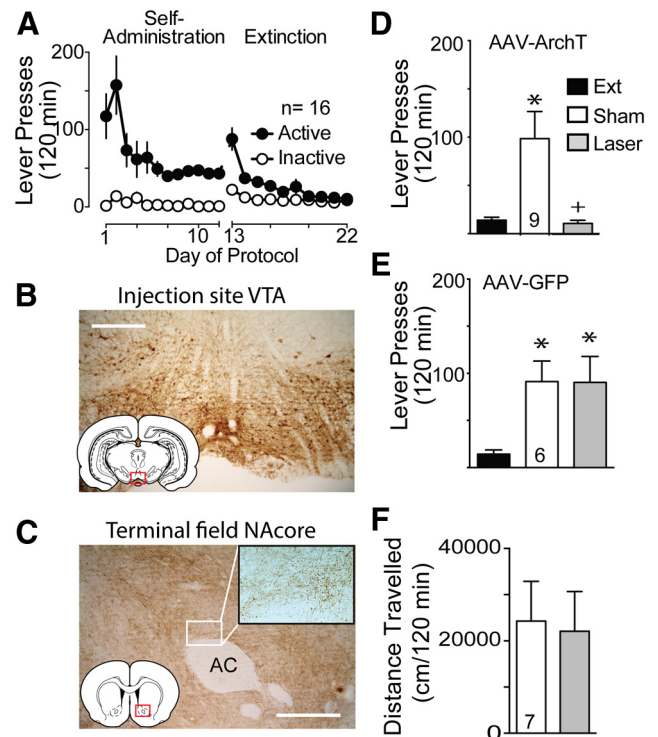 A
Self-
Administration
Extinction
Lever Presses
(120 min)
200
100
0
n= 16
Active
Inactive
1
10
13
22
Day of Protocol
B
Injection site VTA
C
Terminal field NAcore
AC
D
AAV-ArchT
Lever Presses
(120 min)
200
100
Ext
Sham
Laser
*
+
9
E
AAV-GFP
Lever Presses
(120 min)
200
100
*
*
6
F
Distance Travelled
(cm/120 min)
40000
20000
0
7